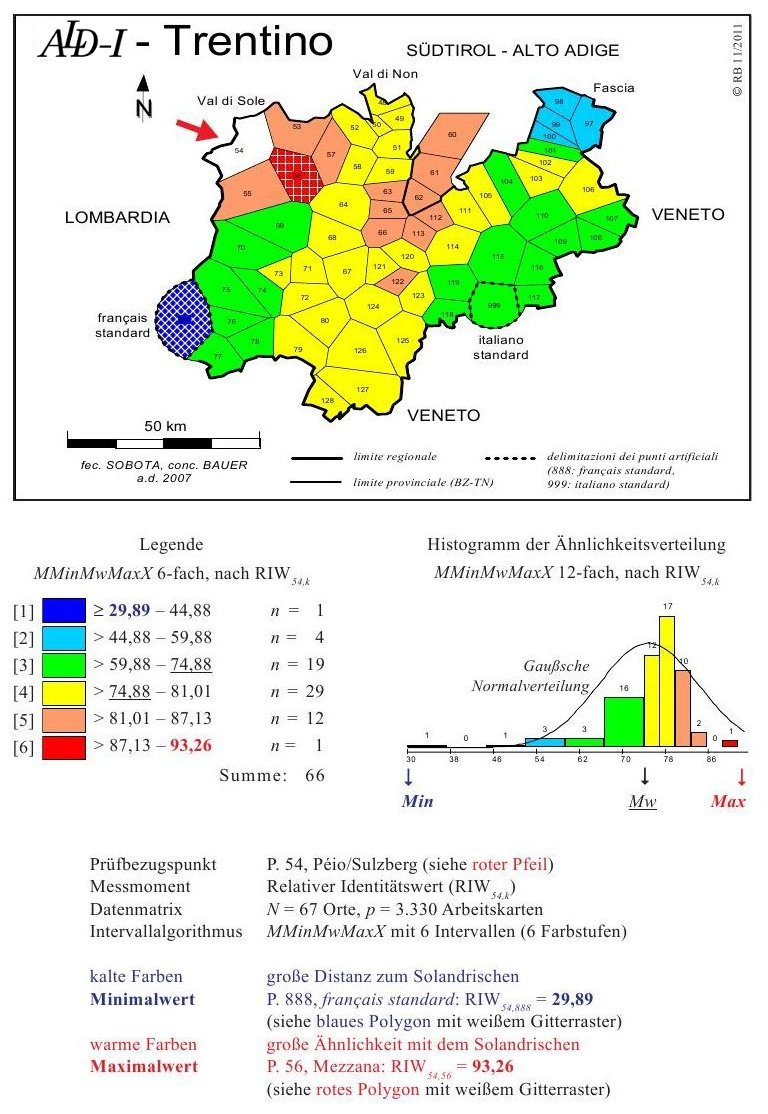 ALD-I - Trentino
SÜDTIROL - ALTO ADIGE
© RB 11/2011
Val di Non
Fascia
Val di Sole
N
LOMBARDIA
VENETO
français
standard
italiano
standard
VENETO
48
49
50
51
52
53
54
55
57
58
59
60
61
62
63
64
65
66
67
68
69
70
71
72
73
74
75
76
77
78
79
80
97
98
99
100
101
102
103
104
105
106
107
108
109
110
111
112
113
114
115
116
117
118
119
120
121
122
123
124
125
126
127
128
999
50 km
fec. SOBOTA, conc. BAUER
a.d. 2007
limite regionale
limite provinciale (BZ-TN)
delimitazioni dei punti artificiali
(888: français standard,
999: italiano standard)
Legende
MMinMwMaxX 6-fach, nach RIW54,k
[1] ≥ 29,89 – 44,88 n = 1
[2] > 44,88 – 59,88 n = 4
[3] > 59,88 – 74,88 n = 19
[4] > 74,88 – 81,01 n = 29
[5] > 81,01 – 87,13 n = 12
[6] > 87,13 – 93,26 n = 1
Summe: 66
Histogramm der Ähnlichkeitsverteilung
MMinMwMaxX 12-fach, nach RIW54,k
Gaußsche
Normalverteilung
1 0 1 3 3 16 12 17 10 2 0 1
30 38 46 54 62 70 78 86
Min Mw Max
Prüfbezugspunkt P. 54, Péio/Sulzberg (siehe roter Pfeil)
Messmoment Relativer Identitätswert (RIW54,k)
Datenmatrix N = 67 Orte, p = 3.330 Arbeitskarten
Intervallalgorithmus MMinMwMaxX mit 6 Intervallen (6 Farbstufen)
kalte Farben große Distanz zum Solandrischen
Minimalwert P. 888, français standard: RIW54,888 = 29,89
(siehe blaues Polygon mit weißem Gitterraster)
warme Farben große Ähnlichkeit mit dem Solandrischen
Maximalwert P. 56, Mezzana: RIW54,56 = 93,26
(siehe rotes Polygon mit weißem Gitterraster)